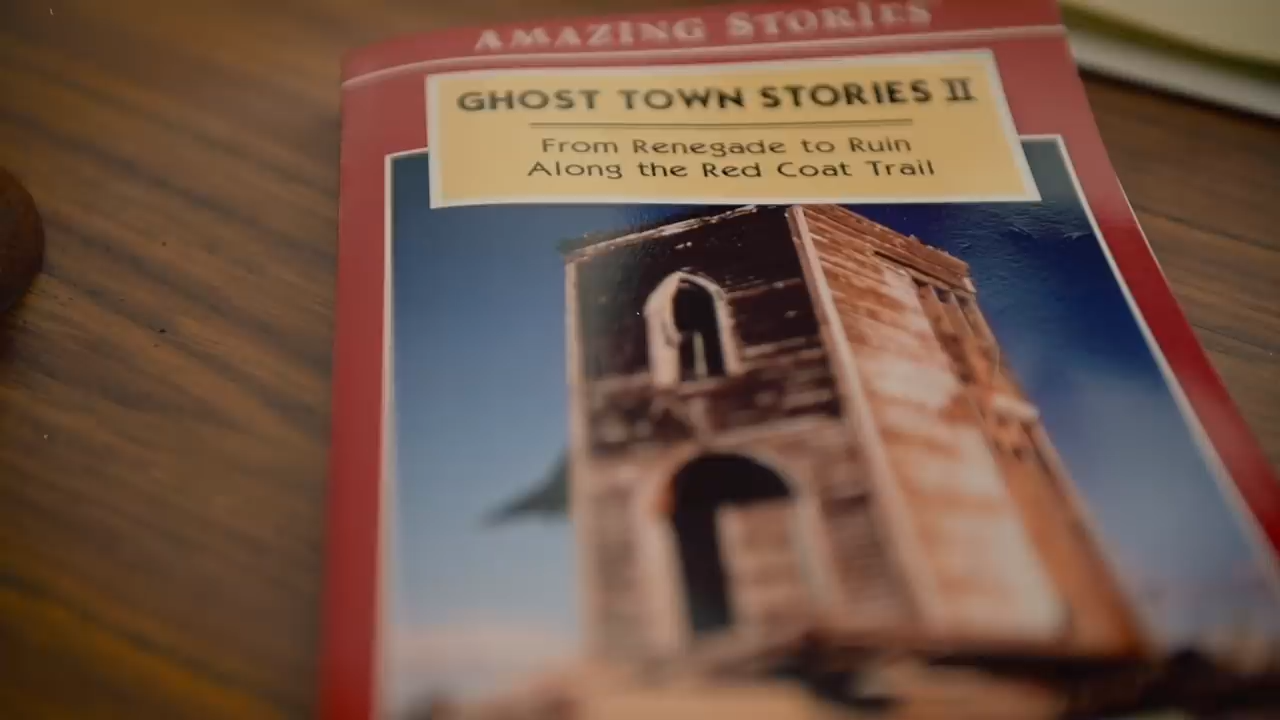 AMAZING STORIES
GHOST TOWN STORIES II
From Renegade to Ruin
Along the Red Coat Trail